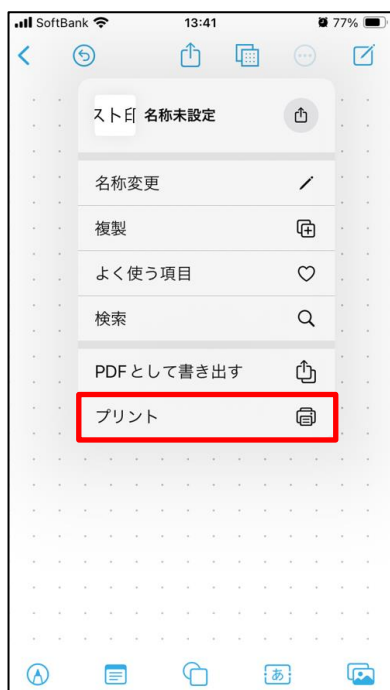 SoftBank 13:41 77%
スト印 名称未設定
名称変更
複製
よく使う項目
検索
PDFとして書き出す
プリント
あ